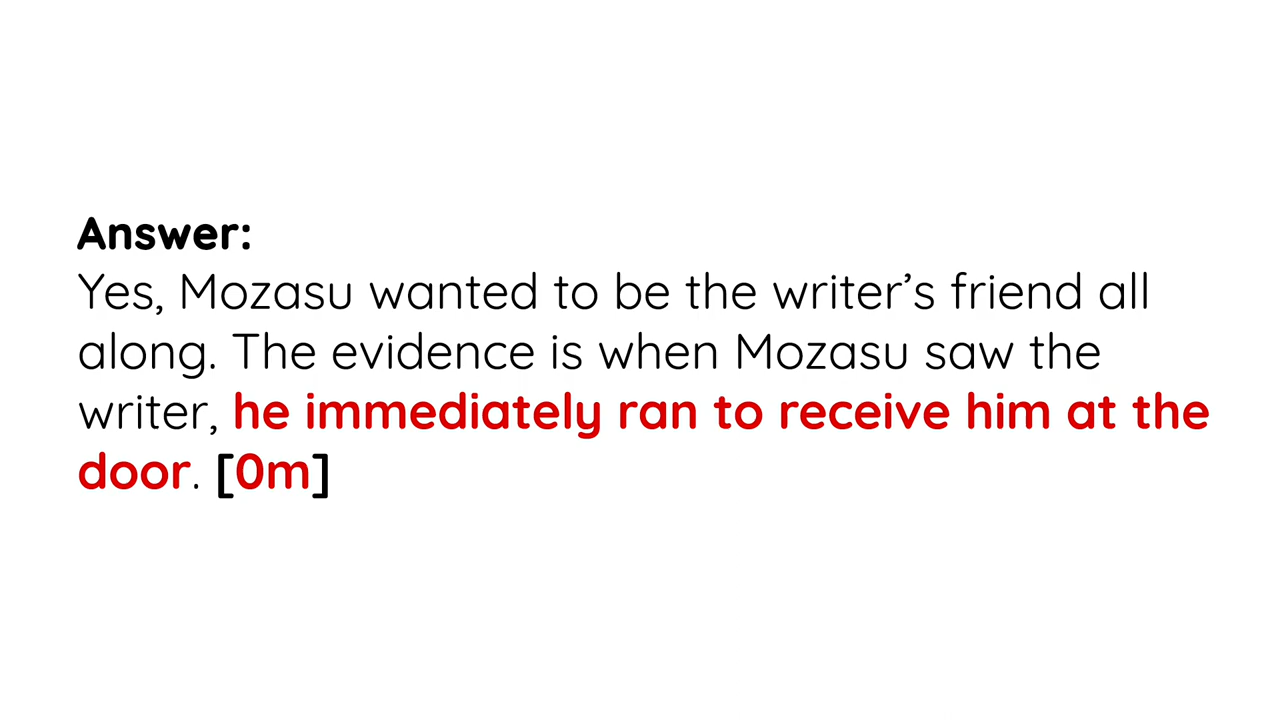 Answer:
Yes, Mozasu wanted to be the writer’s friend all
along. The evidence is when Mozasu saw the
writer, he immediately ran to receive him at the
door. [0m]